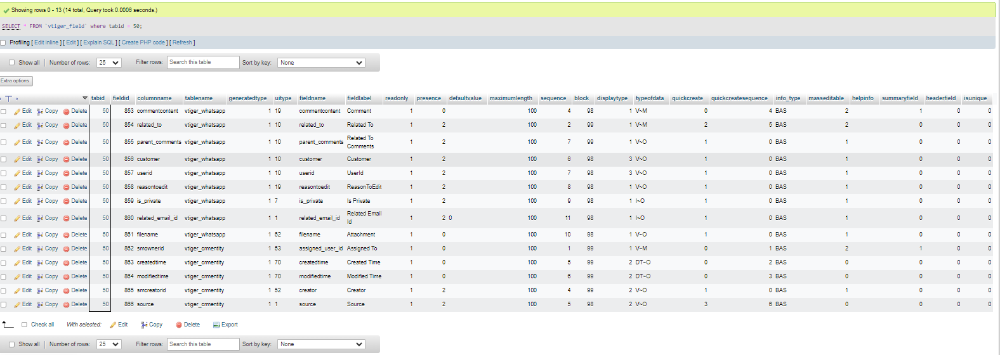 Showing rows 0 - 13 (14 total, Query took 0.0006 seconds.)
SELECT * FROM `vtiger_field` where tabid = 50;
Profiling [ Edit inline ] [ Edit ] [ Explain SQL ] [ Create PHP code ] [ Refresh ]
Show all | Number of rows: 25 Filter rows: Search this table Sort by key: None
Extra options
tabid fieldid columnname tablename generatedtype uitype fieldname fieldlabel readonly presence defaultvalue maximumlength sequence block displaytype typeofdata quickcreate quickcreatesequence info_type masseditable helpinfo summaryfield headerfield isunique
Edit Copy Delete 50 853 commentcontent vtiger_whatsapp 1 19 commentcontent Comment 1 0 100 4 98 1 V~M 0 4 BAS 2 1 0 0
Edit Copy Delete 50 854 related_to vtiger_whatsapp 1 10 related_to Related To 1 2 100 2 99 1 V~M 2 5 BAS 2 0 0 0
Edit Copy Delete 50 855 parent_comments vtiger_whatsapp 1 10 parent_comments Related To Comments 1 2 100 7 99 1 V~O 1 0 BAS 1 0 0 0
Edit Copy Delete 50 856 customer vtiger_whatsapp 1 10 customer Customer 1 2 100 6 98 3 V~O 1 0 BAS 1 0 0 0
Edit Copy Delete 50 857 userid vtiger_whatsapp 1 10 userid UserId 1 2 100 7 98 3 V~O 1 0 BAS 1 0 0 0
Edit Copy Delete 50 858 reasontoedit vtiger_whatsapp 1 19 reasontoedit ReasonToEdit 1 2 100 8 98 1 V~O 1 0 BAS 1 0 0 0
Edit Copy Delete 50 859 is_private vtiger_whatsapp 1 7 is_private Is Private 1 2 100 9 98 1 I~O 1 0 BAS 1 0 0 0
Edit Copy Delete 50 860 related_email_id vtiger_whatsapp 1 1 related_email_id Related Email Id 1 2 0 100 11 98 1 I~O 1 0 BAS 1 0 0 0
Edit Copy Delete 50 861 filename vtiger_whatsapp 1 62 filename Attachment 1 0 100 10 98 1 V~O 1 0 BAS 1 0 0 0
Edit Copy Delete 50 862 smownerid vtiger_crmentity 1 53 assigned_user_id Assigned To 1 0 100 1 99 1 V~M 0 1 BAS 2 1 0 0
Edit Copy Delete 50 863 createdtime vtiger_crmentity 1 70 createdtime Created Time 1 0 100 5 99 2 DT~O 0 2 BAS 0 0 0 0
Edit Copy Delete 50 864 modifiedtime vtiger_crmentity 1 70 modifiedtime Modified Time 1 0 100 6 99 2 DT~O 0 3 BAS 0 0 0 0
Edit Copy Delete 50 865 smcreatorid vtiger_crmentity 1 52 creator Creator 1 2 100 4 99 2 V~O 1 0 BAS 1 0 0 0
Edit Copy Delete 50 866 source vtiger_crmentity 1 1 source Source 1 2 100 5 98 2 V~O 3 6 BAS 0 0 0 0
Check all With selected: Edit Copy Delete Export
Show all | Number of rows: 25 Filter rows: Search this table Sort by key: None